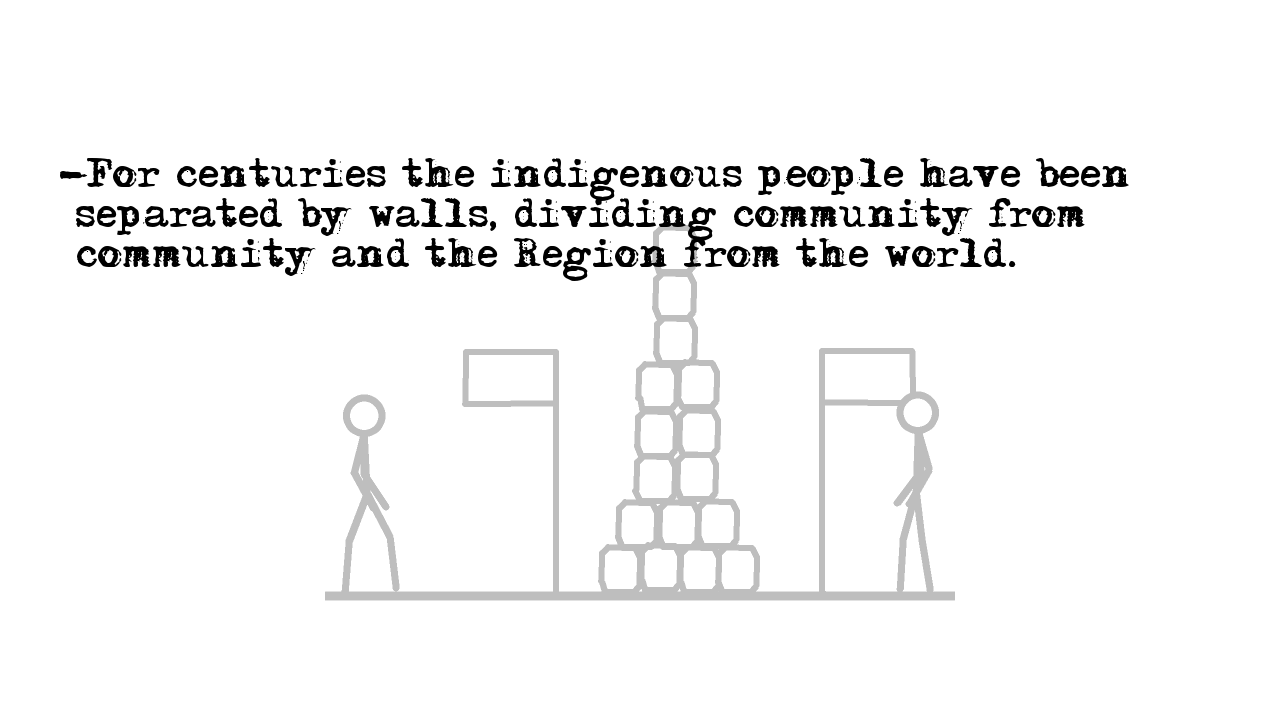 -For centuries the indigenous people have been
separated by walls, dividing community from
community and the Region from the world.